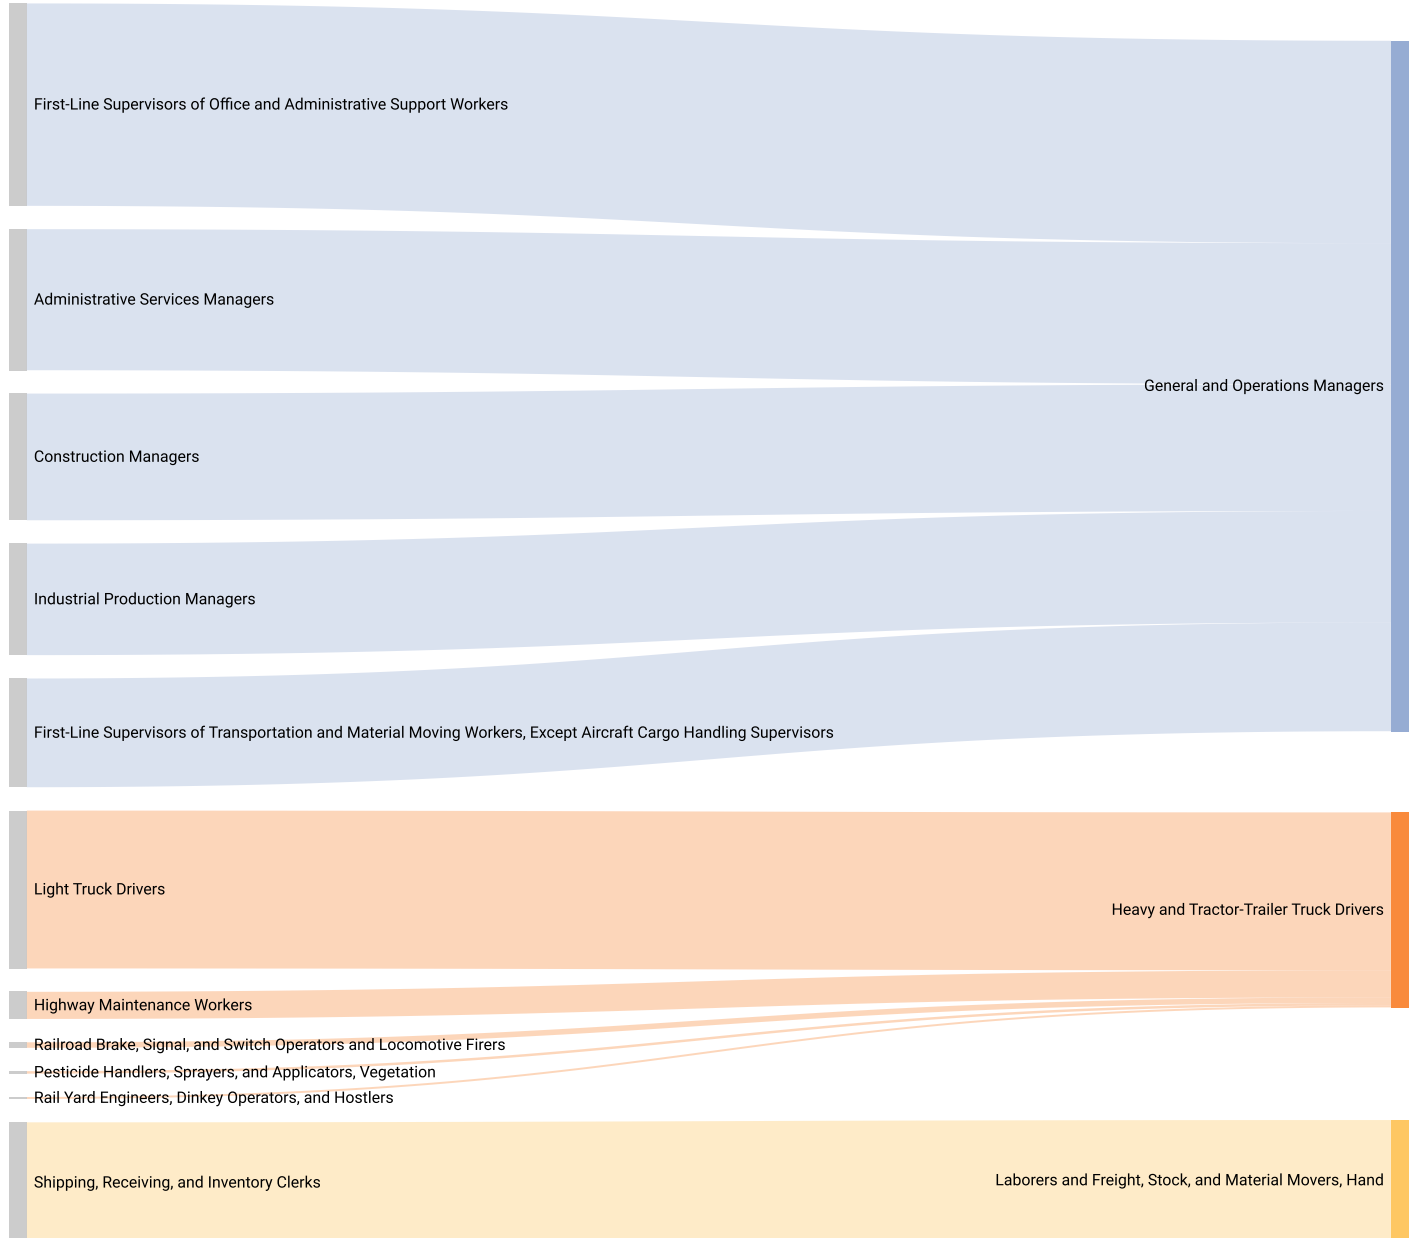 First-Line Supervisors of Office and Administrative Support Workers
Administrative Services Managers
General and Operations Managers
Construction Managers
Industrial Production Managers
First-Line Supervisors of Transportation and Material Moving Workers, Except Aircraft Cargo Handling Supervisors
Light Truck Drivers
Heavy and Tractor-Trailer Truck Drivers
Highway Maintenance Workers
Railroad Brake, Signal, and Switch Operators and Locomotive Firers
Pesticide Handlers, Sprayers, and Applicators, Vegetation
Rail Yard Engineers, Dinkey Operators, and Hostlers
Shipping, Receiving, and Inventory Clerks
Laborers and Freight, Stock, and Material Movers, Hand